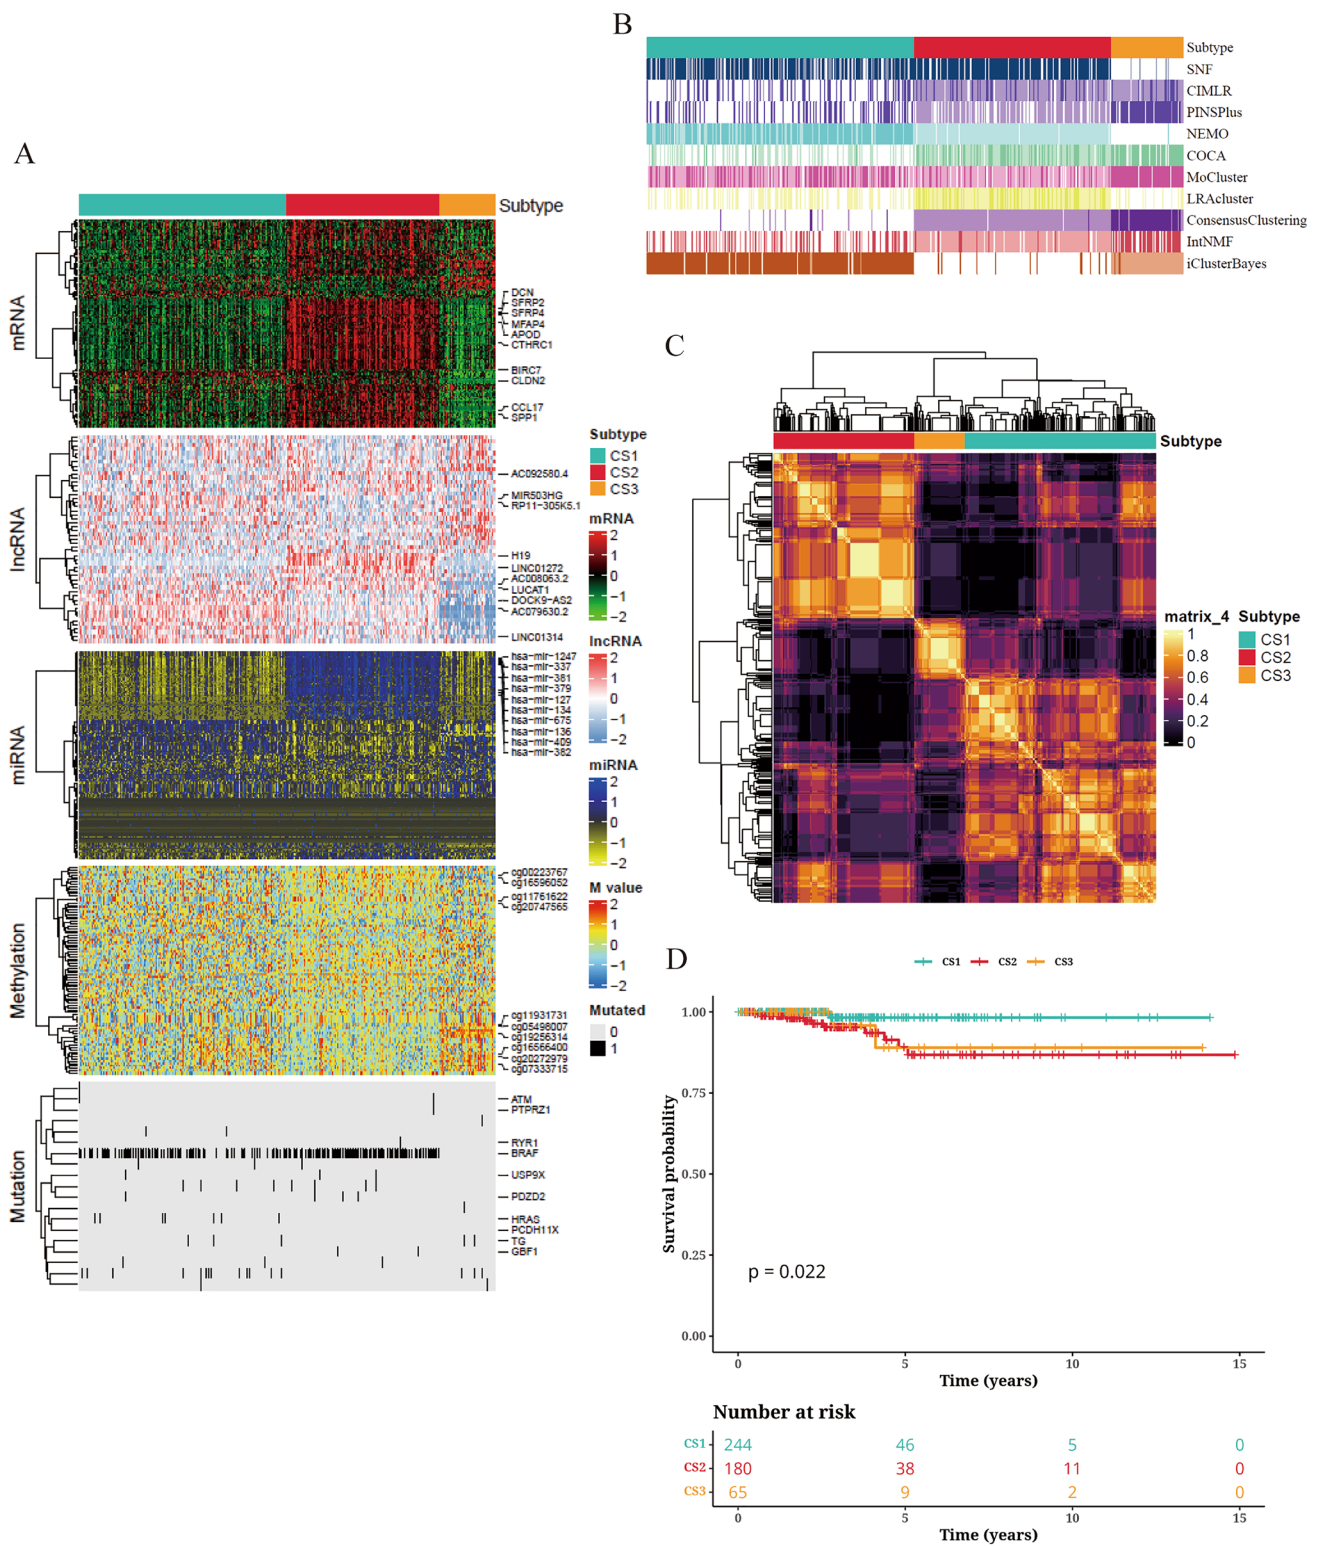 A
Subtype
mRNA
DCN
SFRP2
SFRP4
MFAP4
APOD
CTHRC1
BIRC7
CLDN2
CCL17
SPP1
lncRNA
AC092580.4
MIR503HG
RP11-305K5.1
H19
LINC01272
AC008063.2
LUCAT1
DOCK9-AS2
AC079630.2
LINC01314
miRNA
hsa-mir-1247
hsa-mir-337
hsa-mir-381
hsa-mir-379
hsa-mir-127
hsa-mir-134
hsa-mir-675
hsa-mir-136
hsa-mir-409
hsa-mir-382
Methylation
cg00223767
cg16596052
cg11761622
cg20747565
cg11931731
cg05498007
cg19256314
cg16566400
cg20272979
cg07333715
Mutation
ATM
PTPRZ1
RYR1
BRAF
USP9X
PDZD2
HRAS
PCDH11X
TG
GBF1
Subtype
CS1
CS2
CS3
mRNA
2
1
0
−1
−2
lncRNA
2
1
0
−1
−2
miRNA
2
1
0
−1
−2
M value
2
1
0
−1
−2
Mutated
0
1
B
Subtype
SNF
CIMLR
PINSPlus
NEMO
COCA
MoCluster
LRAcluster
ConsensusClustering
IntNMF
iClusterBayes
C
Subtype
matrix_4
1
0.8
0.6
0.4
0.2
0
Subtype
CS1
CS2
CS3
D
CS1 CS2 CS3
Survival probability
1.00
0.75
0.50
0.25
0.00
p = 0.022
0 5 10 15
Time (years)
Number at risk
CS1 244 46 5 0
CS2 180 38 11 0
CS3 65 9 2 0
0 5 10 15
Time (years)